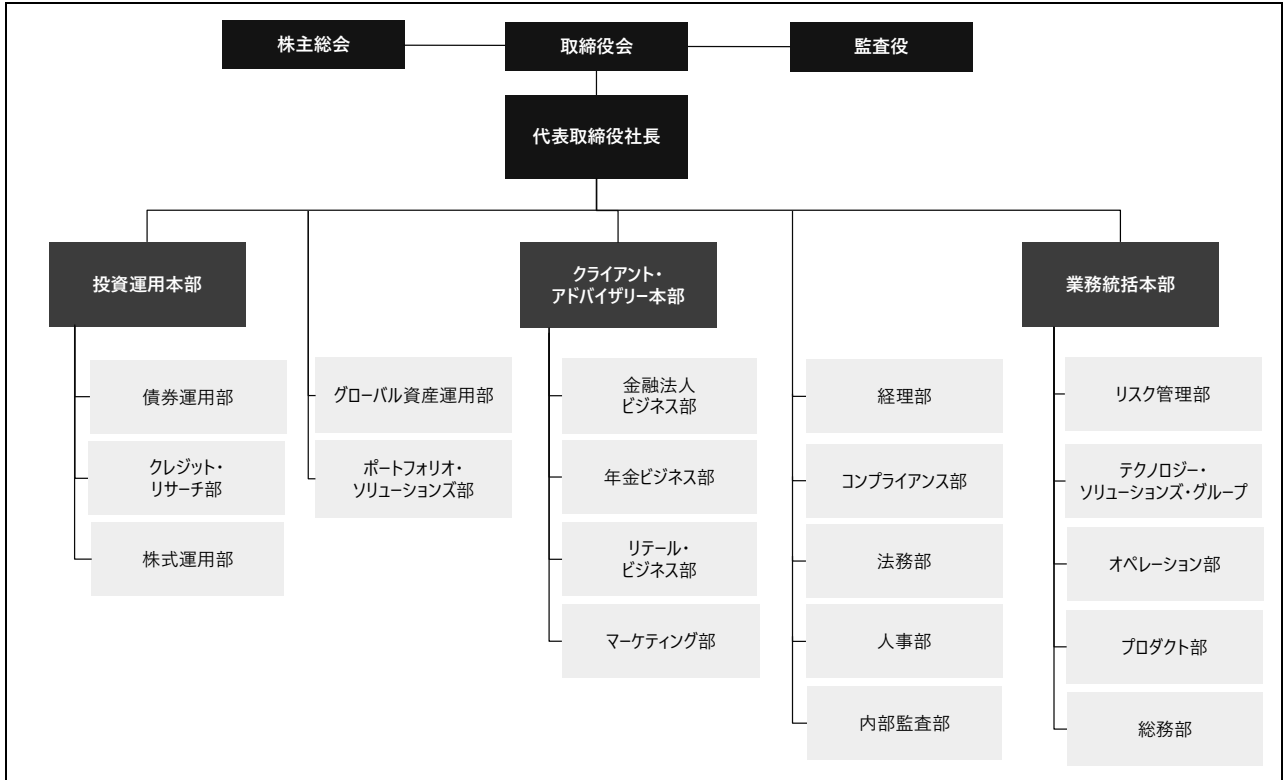 株主総会
取締役会
監査役
代表取締役社長
投資運用本部
クライアント・
アドバイザリー本部
業務統括本部
債券運用部
クレジット・
リサーチ部
株式運用部
グローバル資産運用部
ポートフォリオ・
ソリューションズ部
金融法人
ビジネス部
年金ビジネス部
リテール・
ビジネス部
マーケティング部
経理部
コンプライアンス部
法務部
人事部
内部監査部
リスク管理部
テクノロジー・
ソリューションズ・グループ
オペレーション部
プロダクト部
総務部